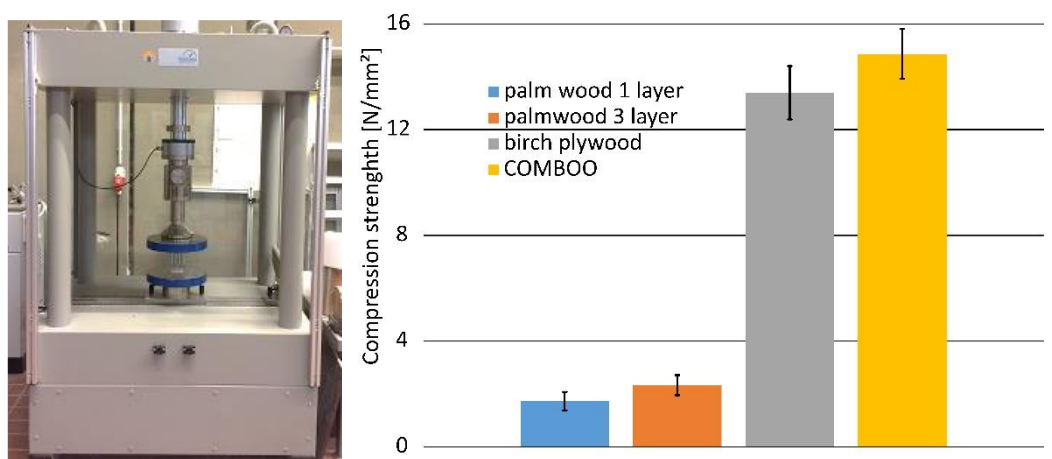 Compression strenghth [N/mm²]
16
12
8
4
0
palm wood 1 layer
palmwood 3 layer
birch plywood
COMBOO